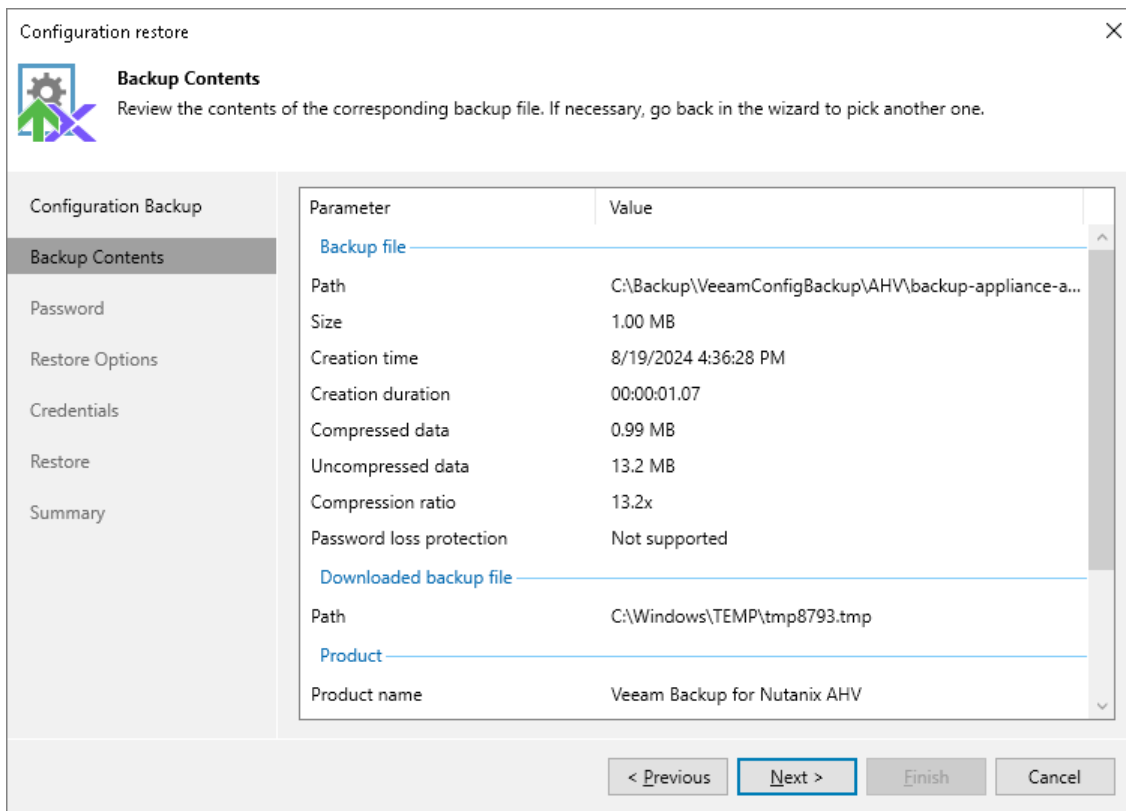 Configuration restore
Backup Contents
Review the contents of the corresponding backup file. If necessary, go back in the wizard to pick another one.
Configuration Backup
Backup Contents
Password
Restore Options
Credentials
Restore
Summary
Parameter Value
Backup file
Path C:\Backup\VeeamConfigBackup\AHV\backup-appliance-a...
Size 1.00 MB
Creation time 8/19/2024 4:36:28 PM
Creation duration 00:00:01.07
Compressed data 0.99 MB
Uncompressed data 13.2 MB
Compression ratio 13.2x
Password loss protection Not supported
Downloaded backup file
Path C:\Windows\TEMP\tmp8793.tmp
Product
Product name Veeam Backup for Nutanix AHV
< Previous Next > Finish Cancel